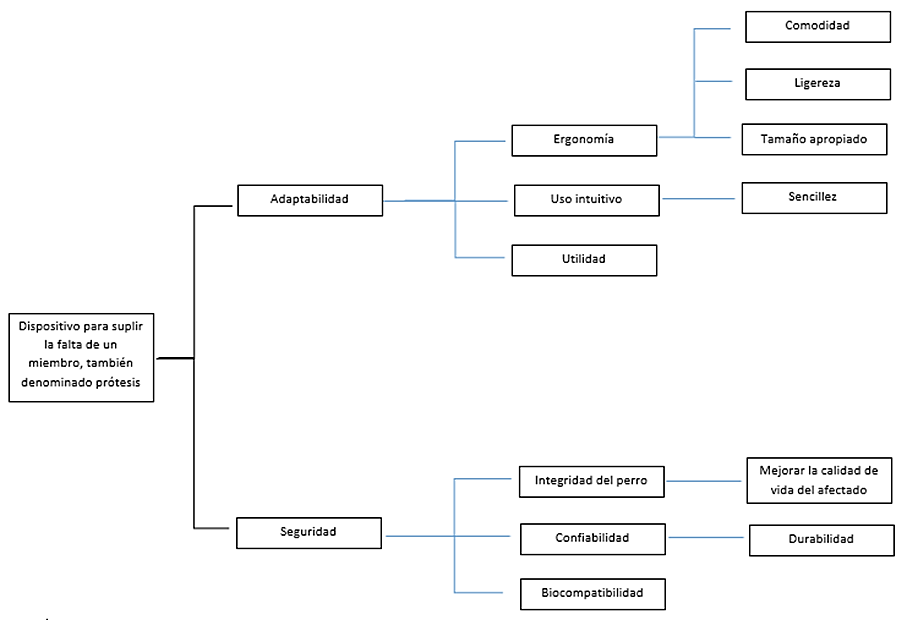 Comodidad
Ligereza
Ergonomía
Tamaño apropiado
Adaptabilidad
Uso intuitivo
Sencillez
Utilidad
Dispositivo para suplir
la falta de un
miembro, también
denominado prótesis
Integridad del perro
Mejorar la calidad de
vida del afectado
Seguridad
Confiabilidad
Durabilidad
Biocompatibilidad